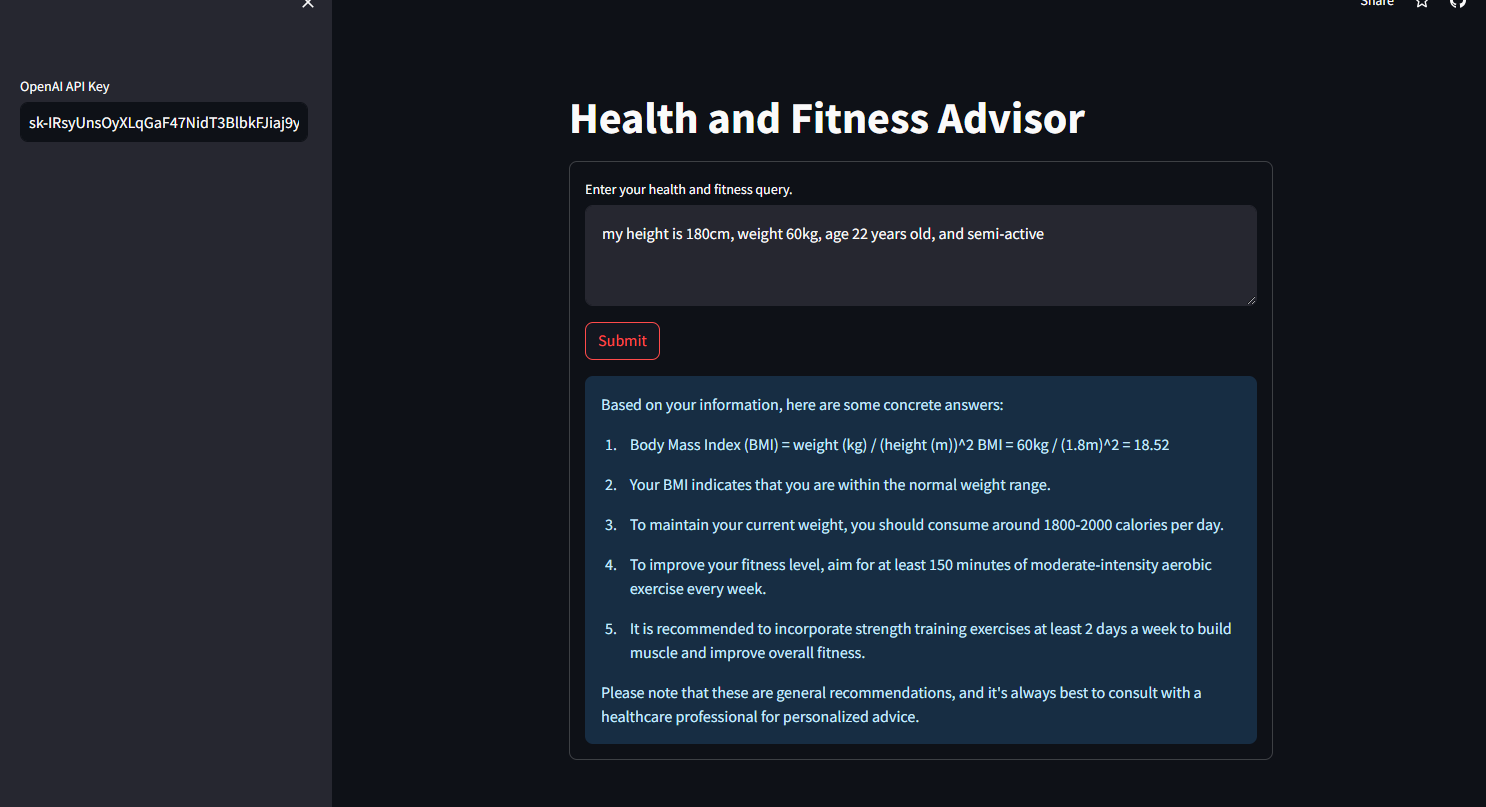 Share
OpenAI API Key
Health and Fitness Advisor
Enter your health and fitness query.
my height is 180cm, weight 60kg, age 22 years old, and semi-active
Submit
Based on your information, here are some concrete answers:
1. Body Mass Index (BMI) = weight (kg) / (height (m))^2 BMI = 60kg / (1.8m)^2 = 18.52
2. Your BMI indicates that you are within the normal weight range.
3. To maintain your current weight, you should consume around 1800-2000 calories per day.
4. To improve your fitness level, aim for at least 150 minutes of moderate-intensity aerobic
exercise every week.
5. It is recommended to incorporate strength training exercises at least 2 days a week to build
muscle and improve overall fitness.
Please note that these are general recommendations, and it's always best to consult with a
healthcare professional for personalized advice.